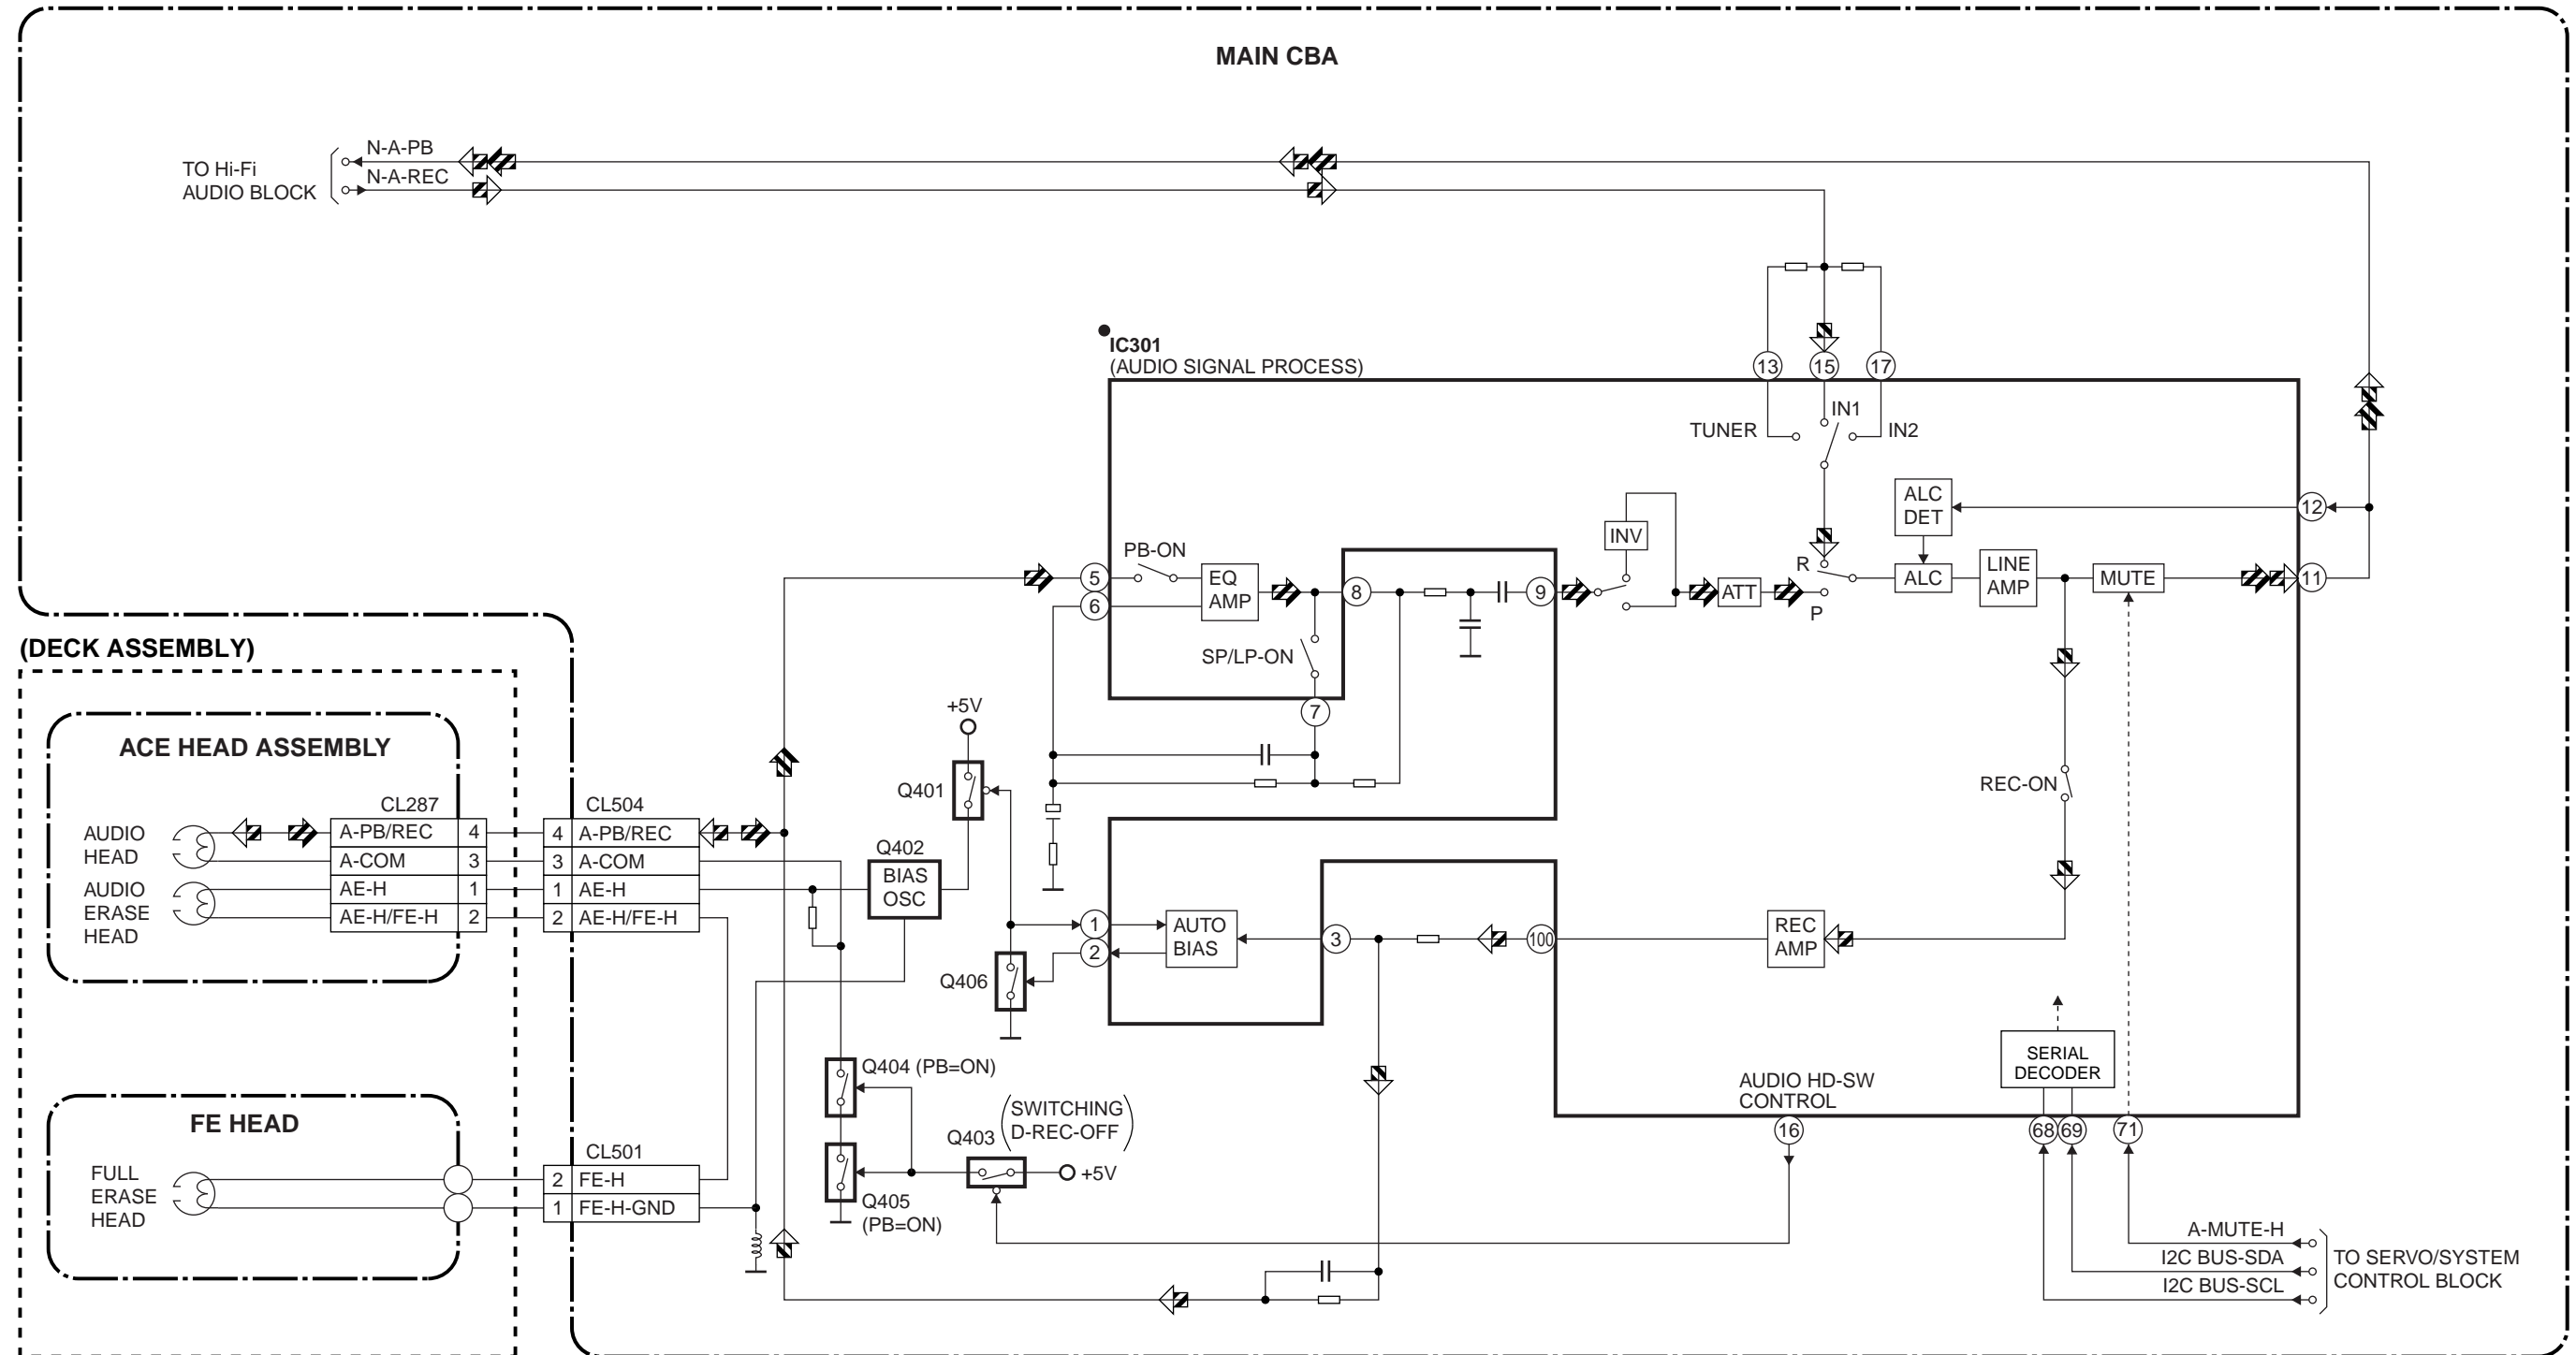 MAIN CBA
TO Hi-Fi
AUDIO BLOCK
N-A-PB
N-A-REC
IC301
(AUDIO SIGNAL PROCESS)
13
15
17
TUNER
IN1
IN2
PB-ON
5
6
EQ
AMP
8
9
SP/LP-ON
7
INV
ATT
R
P
ALC
DET
ALC
LINE
AMP
MUTE
12
11
REC-ON
(DECK ASSEMBLY)
ACE HEAD ASSEMBLY
CL287
AUDIO
HEAD
AUDIO
ERASE
HEAD
A-PB/REC 4
A-COM 3
AE-H 1
AE-H/FE-H 2
CL504
4 A-PB/REC
3 A-COM
1 AE-H
2 AE-H/FE-H
+5V
Q401
Q402
BIAS
OSC
Q406
1
2
AUTO
BIAS
3
100
REC
AMP
Q404 (PB=ON)
Q405
(PB=ON)
Q403
(SWITCHING
D-REC-OFF)
+5V
FE HEAD
FULL
ERASE
HEAD
CL501
2 FE-H
1 FE-H-GND
AUDIO HD-SW
CONTROL
16
SERIAL
DECODER
68
69
71
A-MUTE-H
I2C BUS-SDA
I2C BUS-SCL
TO SERVO/SYSTEM
CONTROL BLOCK